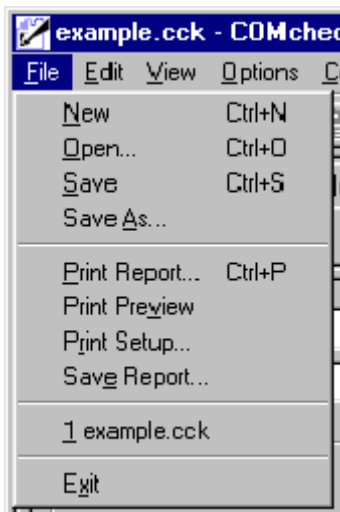 example.cck - COMchec
File Edit View Options
New Ctrl+N
Open... Ctrl+O
Save Ctrl+S
Save As...
Print Report... Ctrl+P
Print Preview
Print Setup...
Save Report...
1 example.cck
Exit